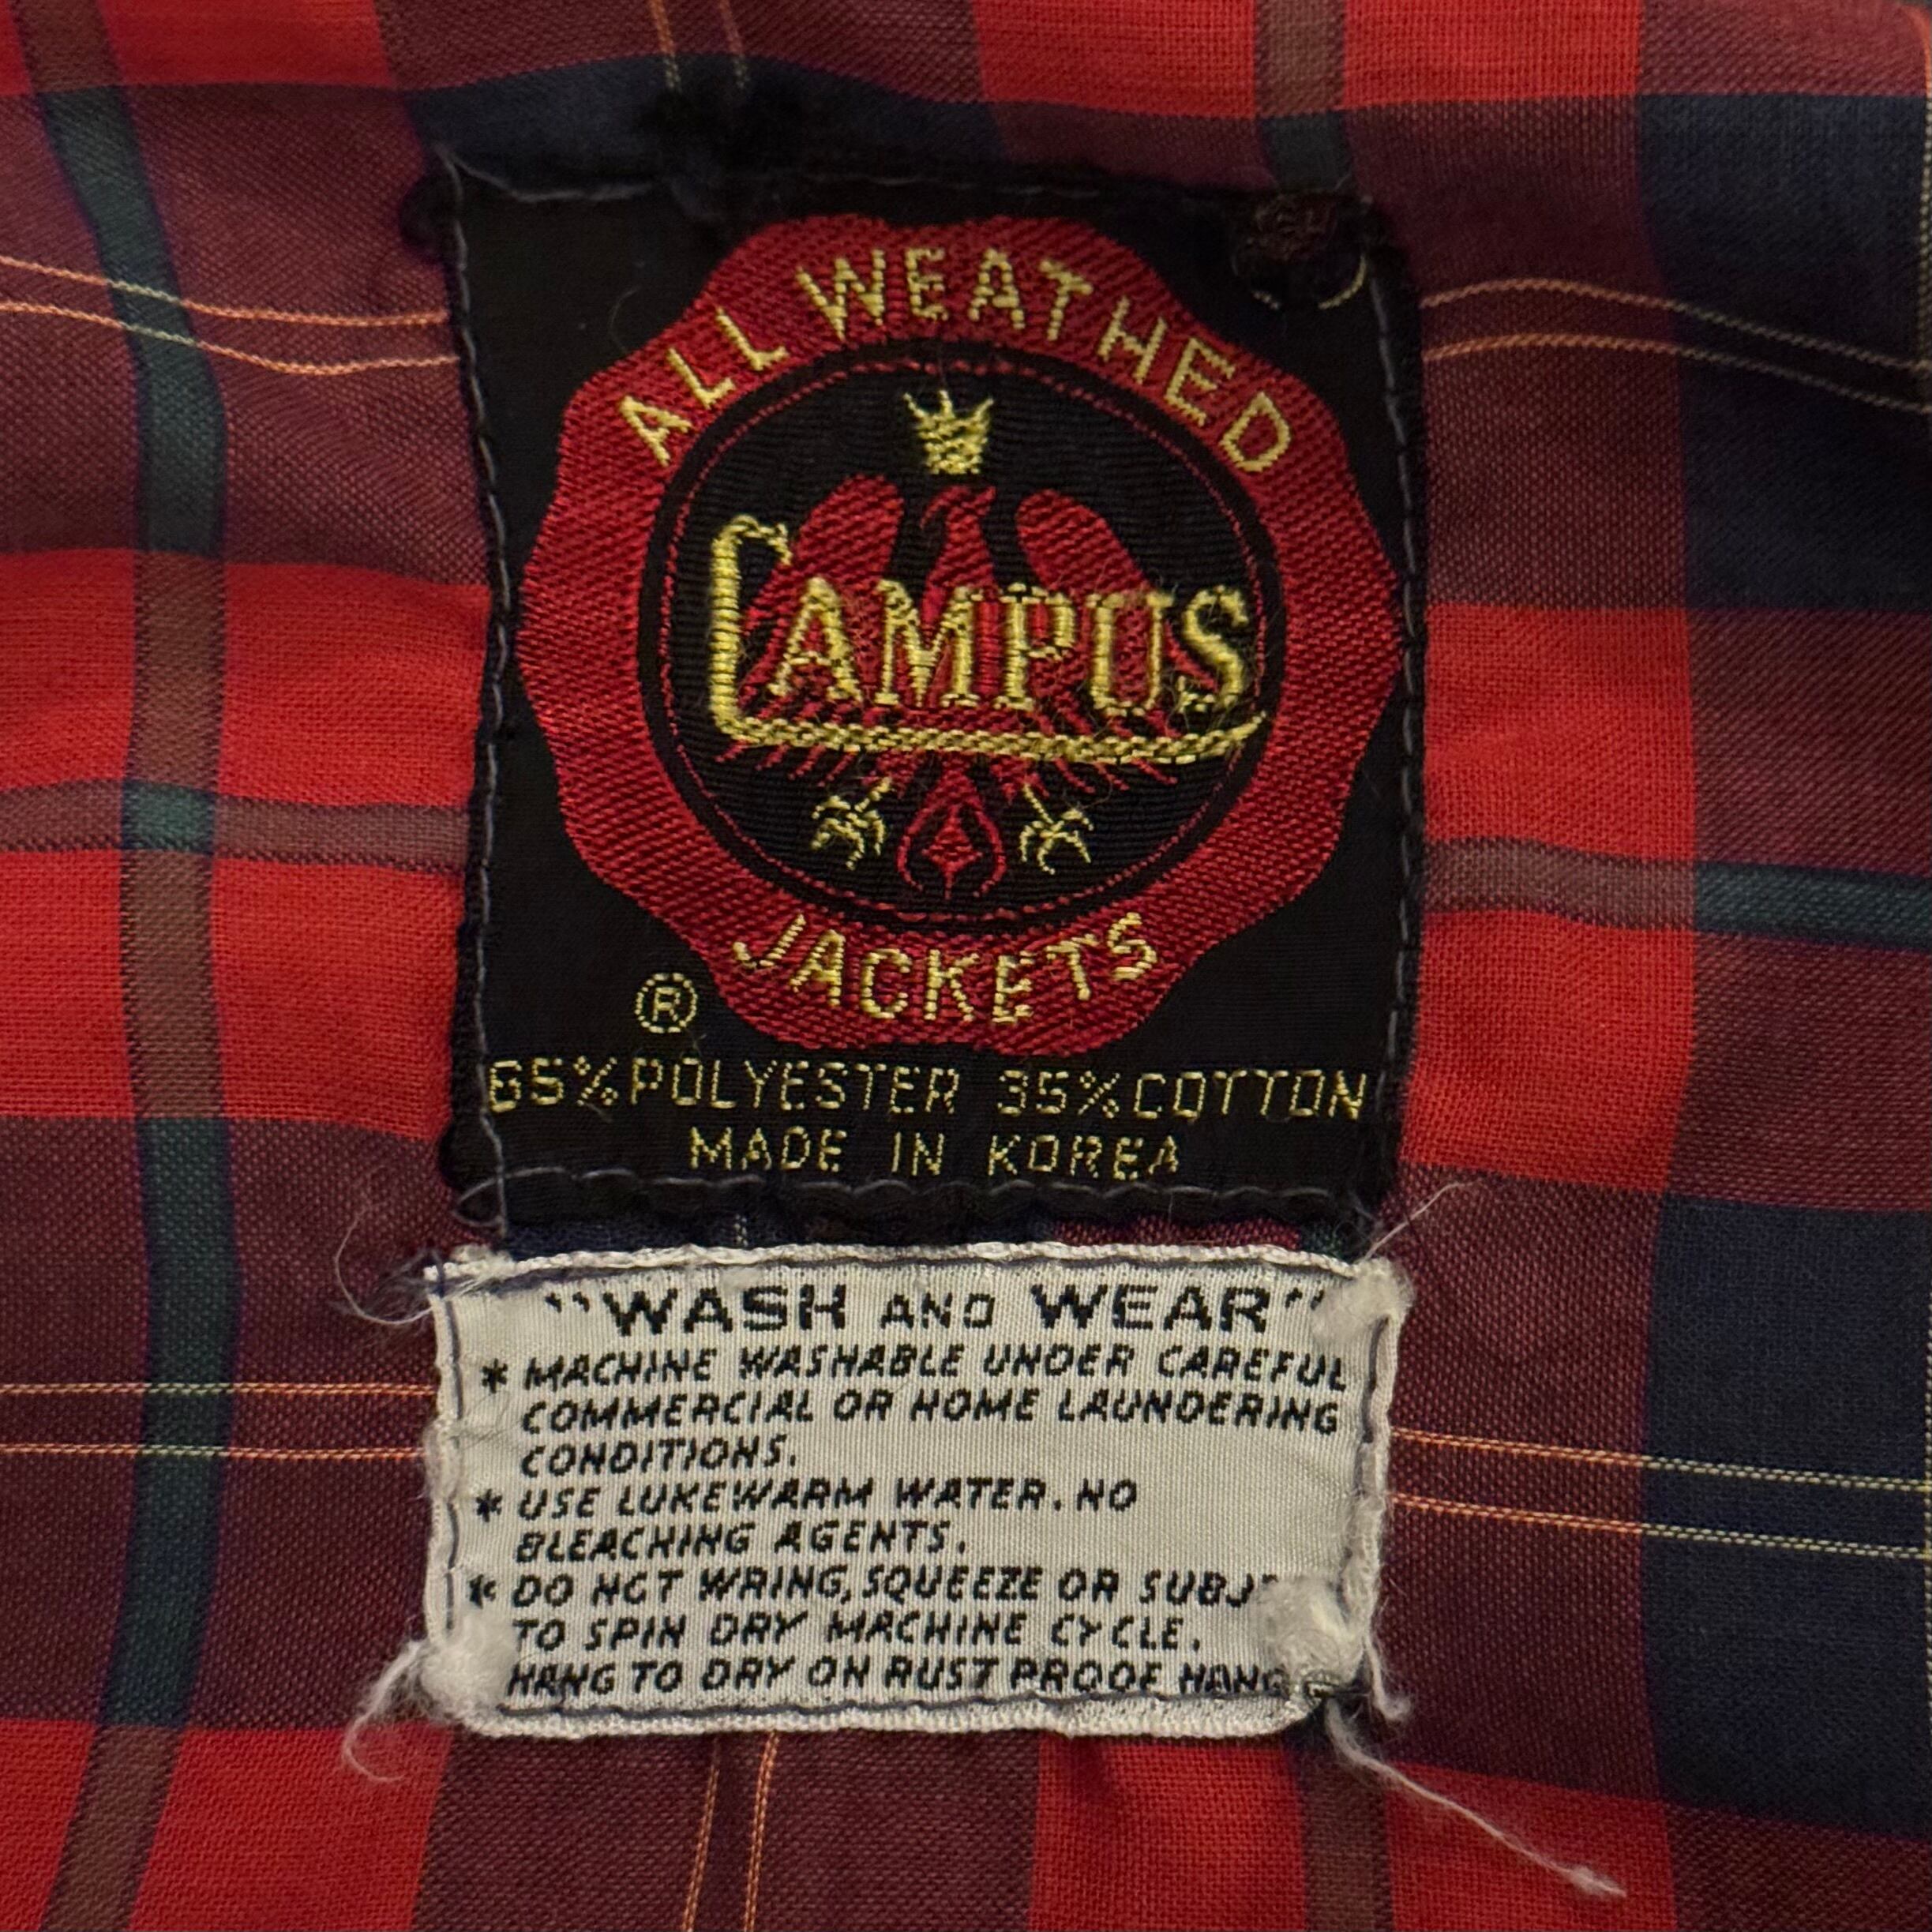 ALL WEATHED
CAMPUS
JACKETS
®
65% POLYESTER 35% COTTON
MADE IN KOREA
"WASH AND WEAR"
* MACHINE WASHABLE UNDER CAREFUL
COMMERCIAL OR HOME LAUNDERING
CONDITIONS.
* USE LUKEWARM WATER. NO
BLEACHING AGENTS.
* DO NOT WRING, SQUEEZE OR
TO SPIN DRY MACHINE CYCLE.
HANG TO DRY ON RUST PROOF